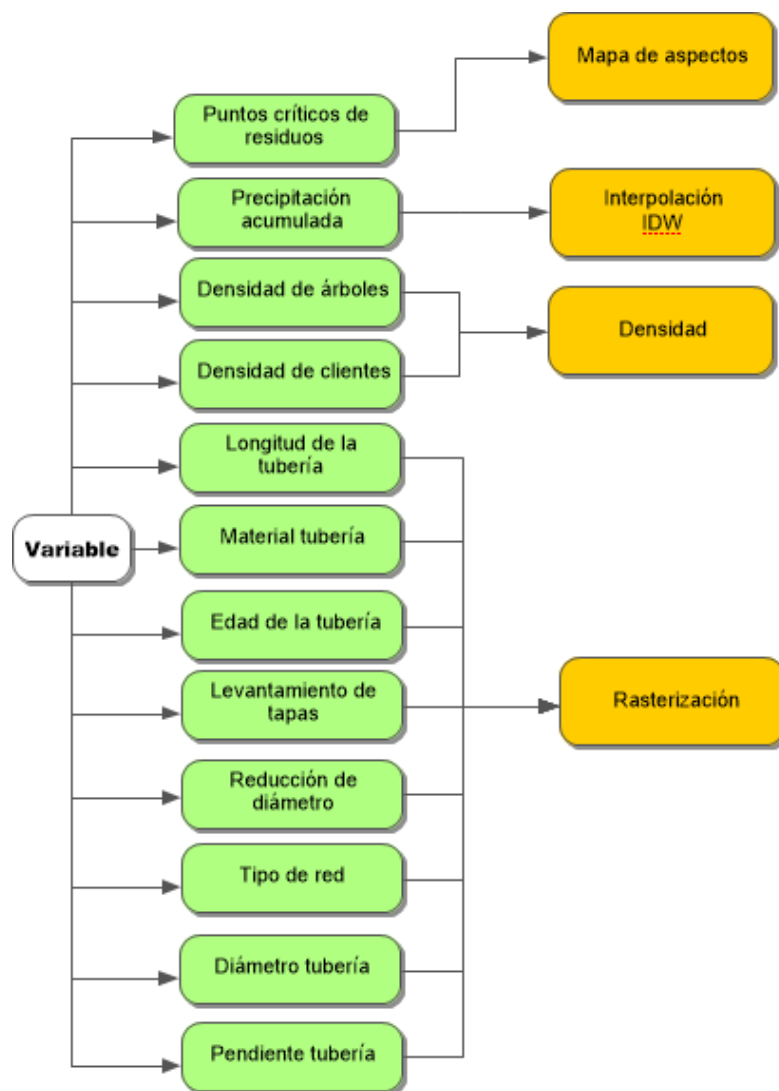 Mapa de aspectos
Puntos críticos de
residuos
Precipitación
acumulada
Interpolación
IDW
Densidad de árboles
Densidad
Densidad de clientes
Longitud de la
tubería
Variable
Material tubería
Edad de la tubería
Levantamiento de
tapas
Rasterización
Reducción de
diámetro
Tipo de red
Diámetro tubería
Pendiente tubería